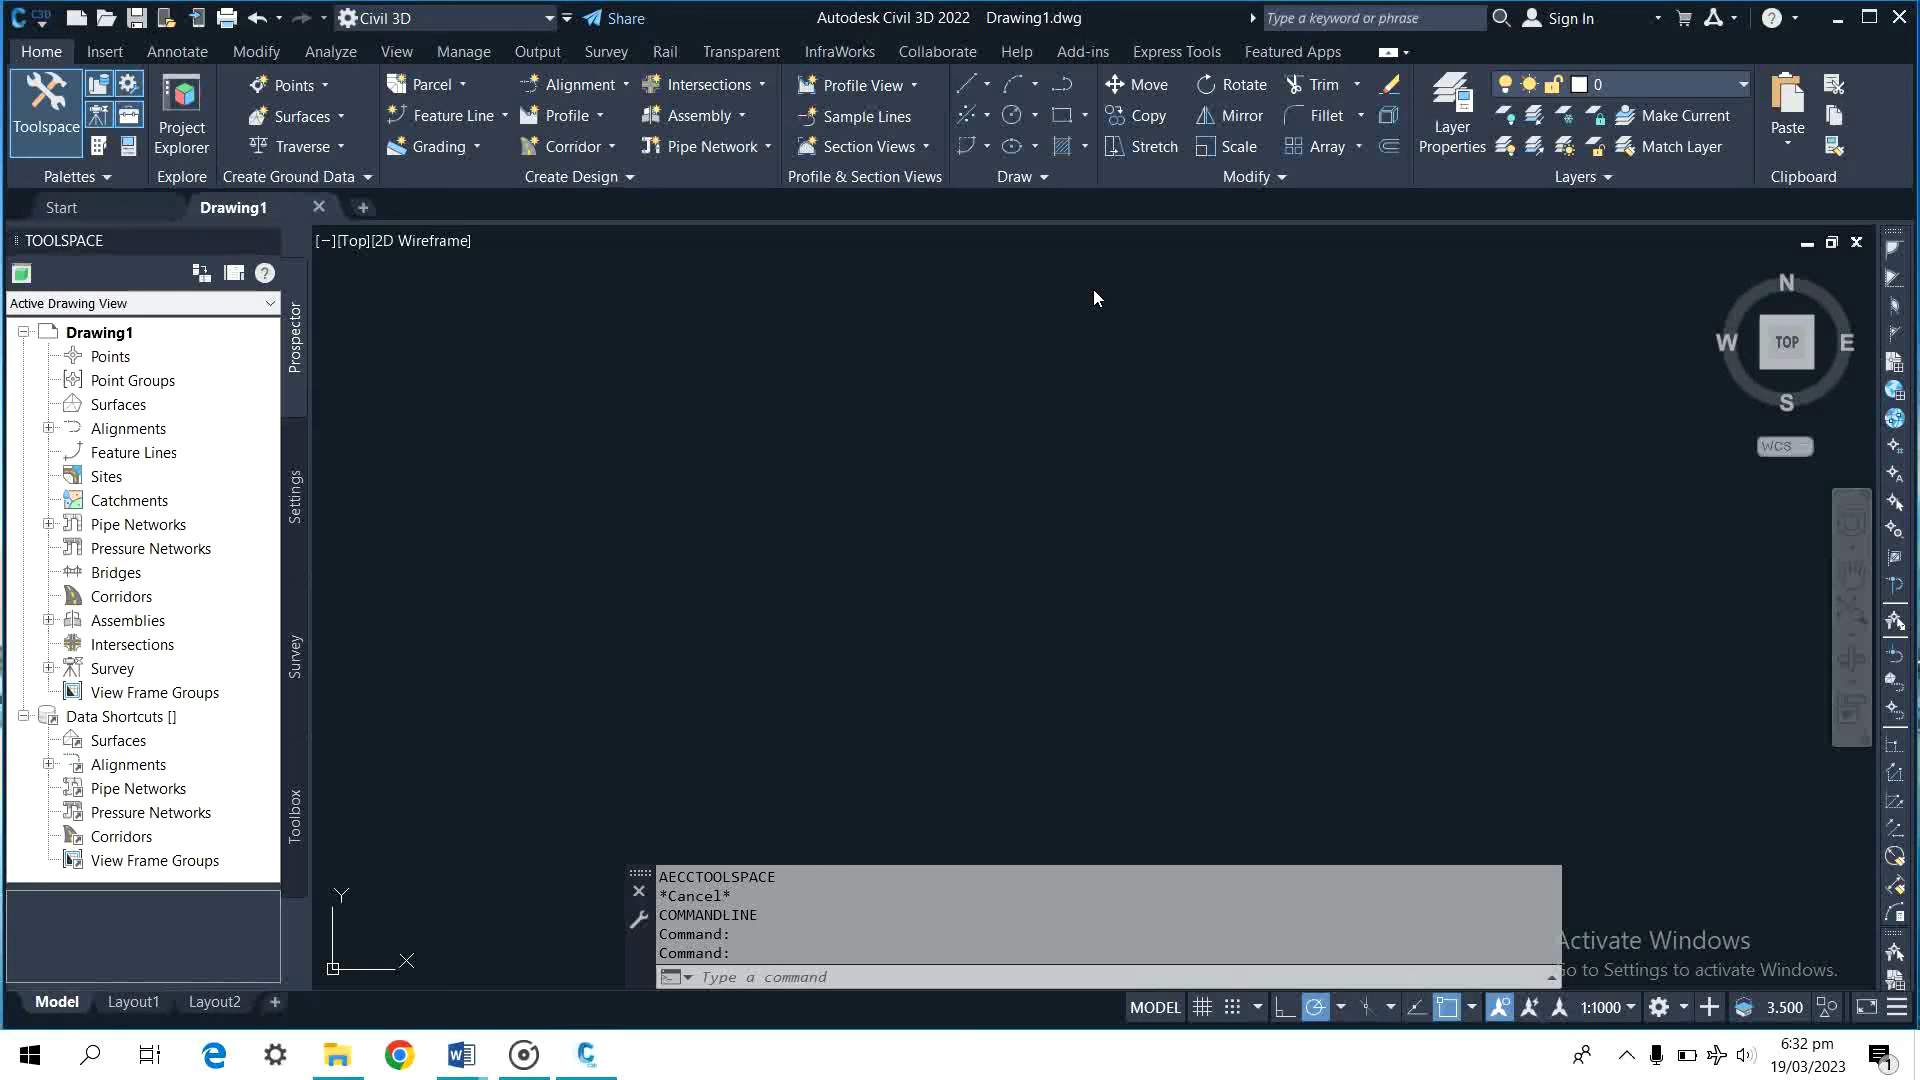 C3D Civil 3D Share Autodesk Civil 3D 2022 Drawing1.dwg Type a keyword or phrase Sign In
Home Insert Annotate Modify Analyze View Manage Output Survey Rail Transparent InfraWorks Collaborate Help Add-ins Express Tools Featured Apps
Points Parcel Alignment Intersections Profile View Move Rotate Trim 0
Toolspace Project Explorer Surfaces Feature Line Profile Assembly Sample Lines Copy Mirror Fillet Layer Properties Make Current Paste
Traverse Grading Corridor Pipe Network Section Views Stretch Scale Array Match Layer
Palettes Explore Create Ground Data Create Design Profile & Section Views Draw Modify Layers Clipboard
Start Drawing1
TOOLSPACE [−][Top][2D Wireframe]
Active Drawing View
Drawing1
Points
Point Groups
Surfaces
Alignments
Feature Lines
Sites
Catchments
Pipe Networks
Pressure Networks
Bridges
Corridors
Assemblies
Intersections
Survey
View Frame Groups
Data Shortcuts []
Surfaces
Alignments
Pipe Networks
Pressure Networks
Corridors
View Frame Groups
Prospector
Settings
Survey
Toolbox
N
W TOP E
S
WCS
Y
X
AECCTOOLSPACE
*Cancel*
COMMANDLINE
Command:
Command:
Type a command
Activate Windows
Go to Settings to activate Windows.
Model Layout1 Layout2 MODEL 1:1000 3.500
6:32 pm
19/03/2023
1